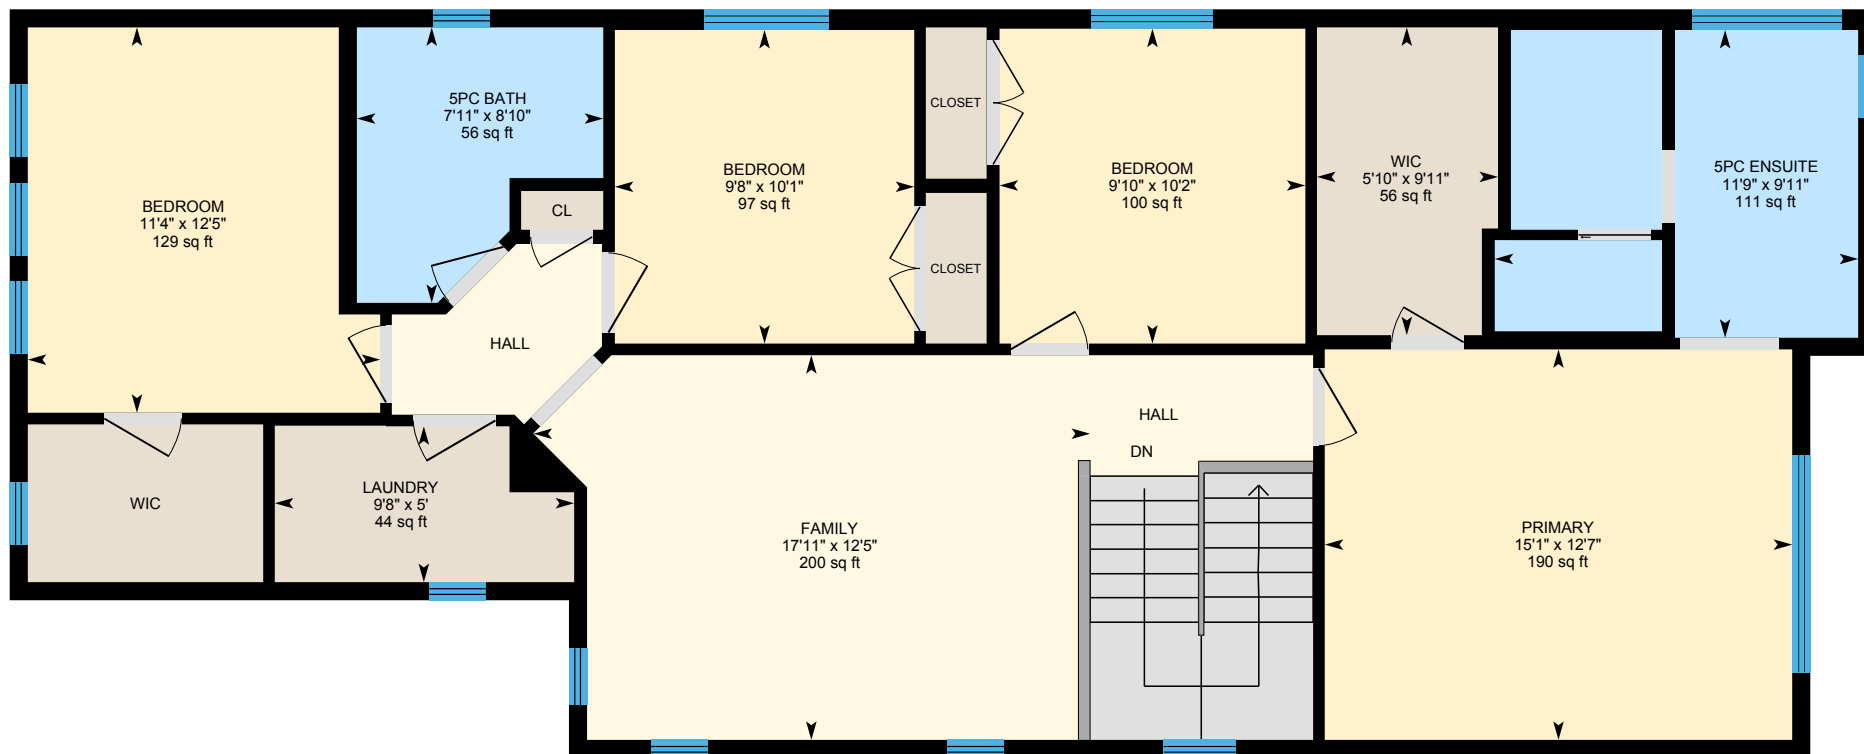 5PC BATH
7'11" x 8'10"
56 sq ft
BEDROOM
11'4" x 12'5"
129 sq ft
CL
BEDROOM
9'8" x 10'1"
97 sq ft
CLOSET
CLOSET
BEDROOM
9'10" x 10'2"
100 sq ft
WIC
5'10" x 9'11"
56 sq ft
5PC ENSUITE
11'9" x 9'11"
111 sq ft
HALL
HALL
DN
WIC
LAUNDRY
9'8" x 5'
44 sq ft
FAMILY
17'11" x 12'5"
200 sq ft
PRIMARY
15'1" x 12'7"
190 sq ft